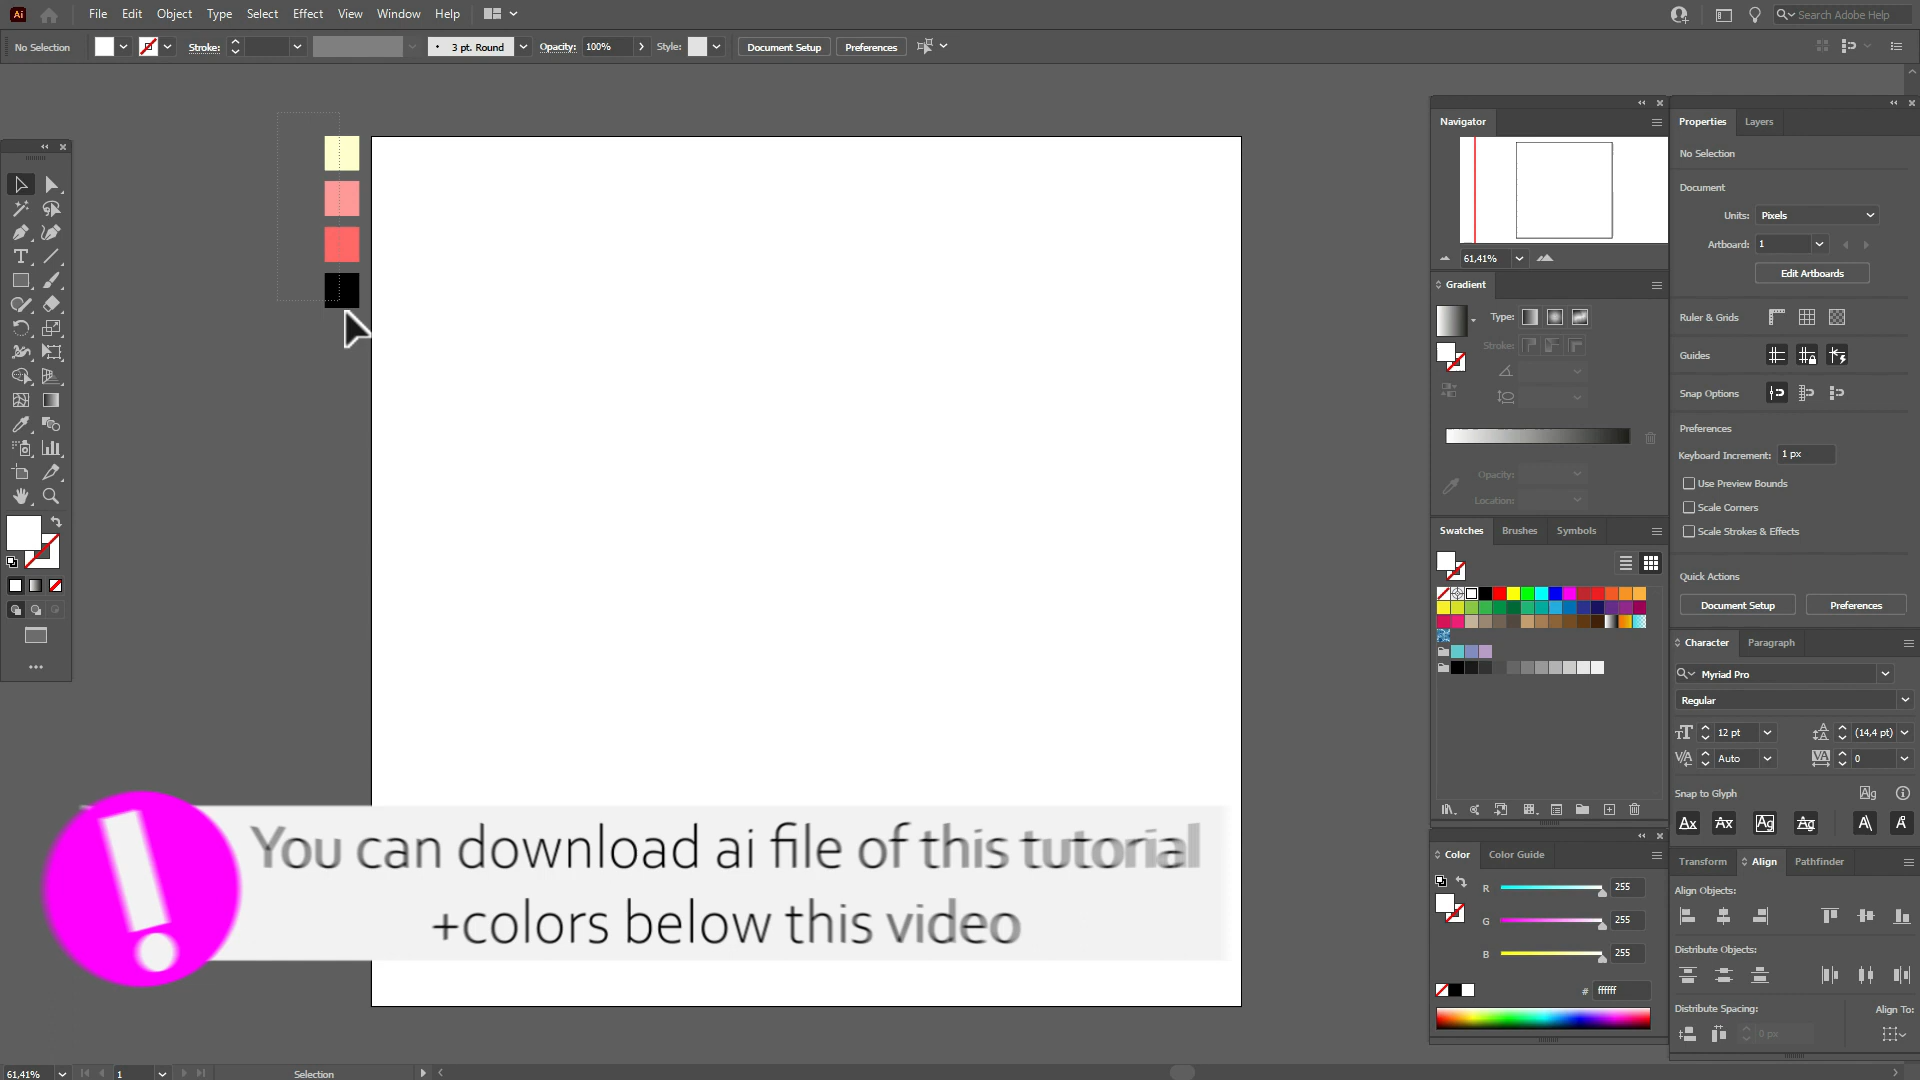 Ai File Edit Object Type Select Effect View Window Help
Search Adobe Help
No Selection Stroke: 3 pt. Round Opacity: 100% Style: Document Setup Preferences
Navigator
61,41%
Gradient
Type:
Stroke:
Opacity:
Location:
Swatches Brushes Symbols
Color Color Guide
R 255
G 255
B 255
# ffffff
Properties Layers
No Selection
Document
Units: Pixels
Artboard: 1
Edit Artboards
Ruler & Grids
Guides
Snap Options
Preferences
Keyboard Increment: 1 px
Use Preview Bounds
Scale Corners
Scale Strokes & Effects
Quick Actions
Document Setup Preferences
Character Paragraph
Myriad Pro
Regular
12 pt (14,4 pt)
Auto 0
Snap to Glyph
Transform Align Pathfinder
Align Objects:
Distribute Objects:
Distribute Spacing: Align To:
0 px
You can download ai file of this tutorial
+colors below this video
61,41% 1 Selection